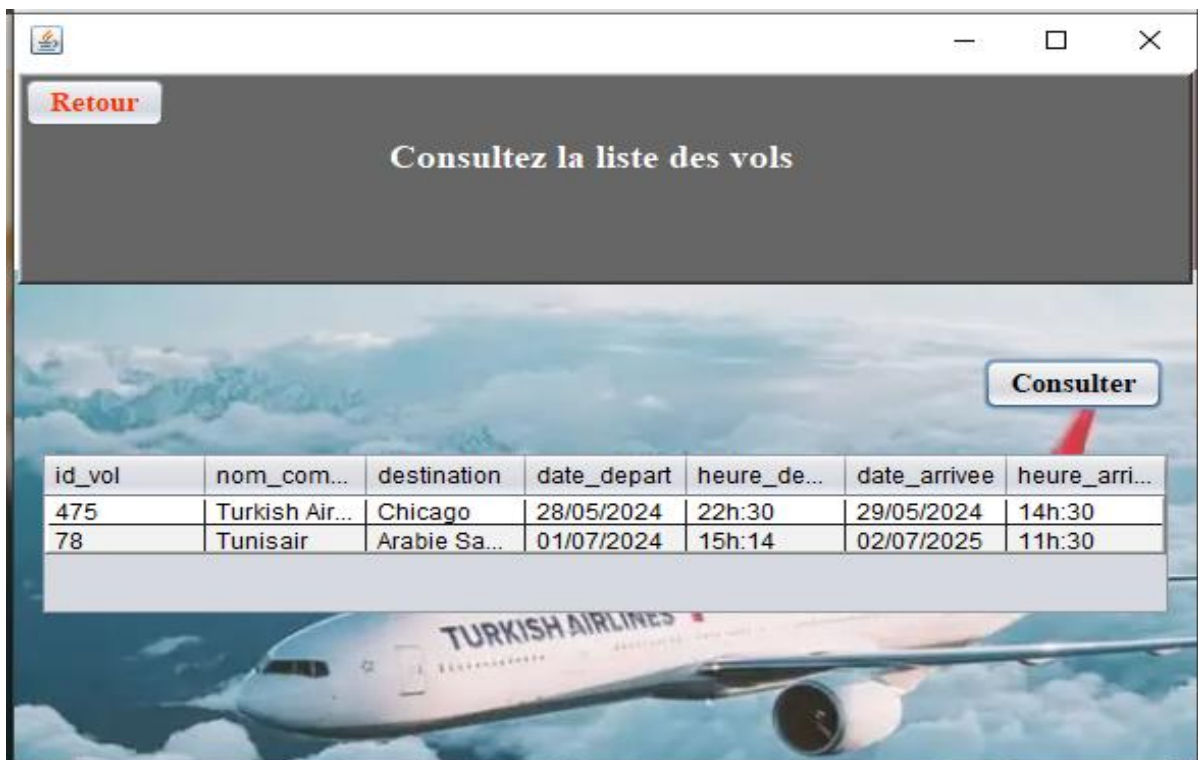 Retour
Consultez la liste des vols
Consulter
id_vol nom_com... destination date_depart heure_de... date_arrivee heure_arri...
475 Turkish Air... Chicago 28/05/2024 22h:30 29/05/2024 14h:30
78 Tunisair Arabie Sa... 01/07/2024 15h:14 02/07/2025 11h:30
TURKISH AIRLINES